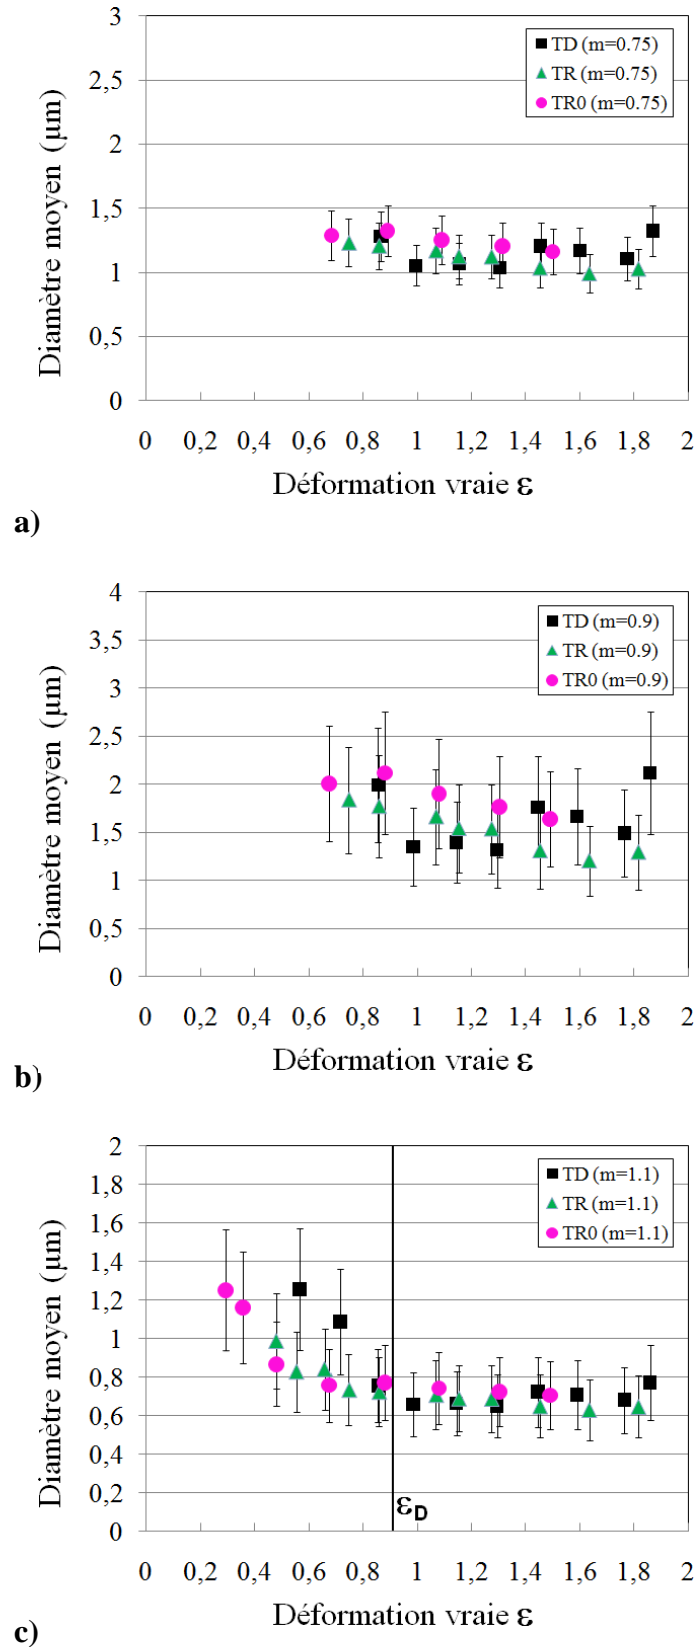 3
2,5
2
1,5
1
0,5
0
Diamètre moyen (µm)
TD (m=0.75)
TR (m=0.75)
TR0 (m=0.75)
0 0,2 0,4 0,6 0,8 1 1,2 1,4 1,6 1,8 2
Déformation vraie ε
a)
4
3,5
3
2,5
2
1,5
1
0,5
0
Diamètre moyen (µm)
TD (m=0.9)
TR (m=0.9)
TR0 (m=0.9)
0 0,2 0,4 0,6 0,8 1 1,2 1,4 1,6 1,8 2
Déformation vraie ε
b)
2
1,8
1,6
1,4
1,2
1
0,8
0,6
0,4
0,2
0
Diamètre moyen (µm)
TD (m=1.1)
TR (m=1.1)
TR0 (m=1.1)
εD
0 0,2 0,4 0,6 0,8 1 1,2 1,4 1,6 1,8 2
Déformation vraie ε
c)